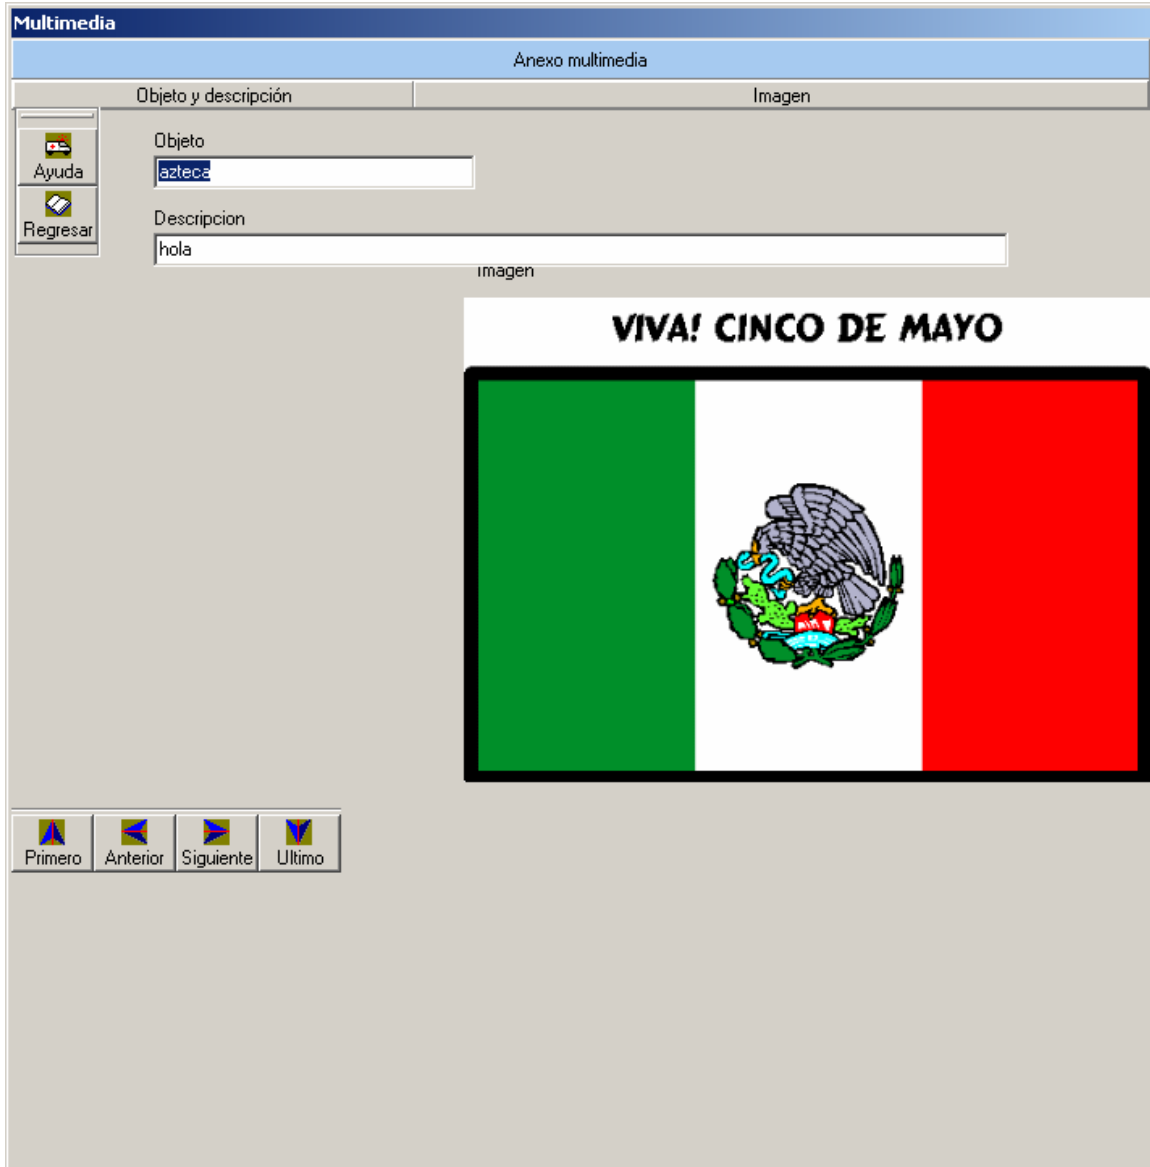 Multimedia
Anexo multimedia
Objeto y descripción Imagen
Ayuda
Regresar
Objeto
azteca
Descripcion
hola
Imagen
VIVA! CINCO DE MAYO
Primero Anterior Siguiente Ultimo